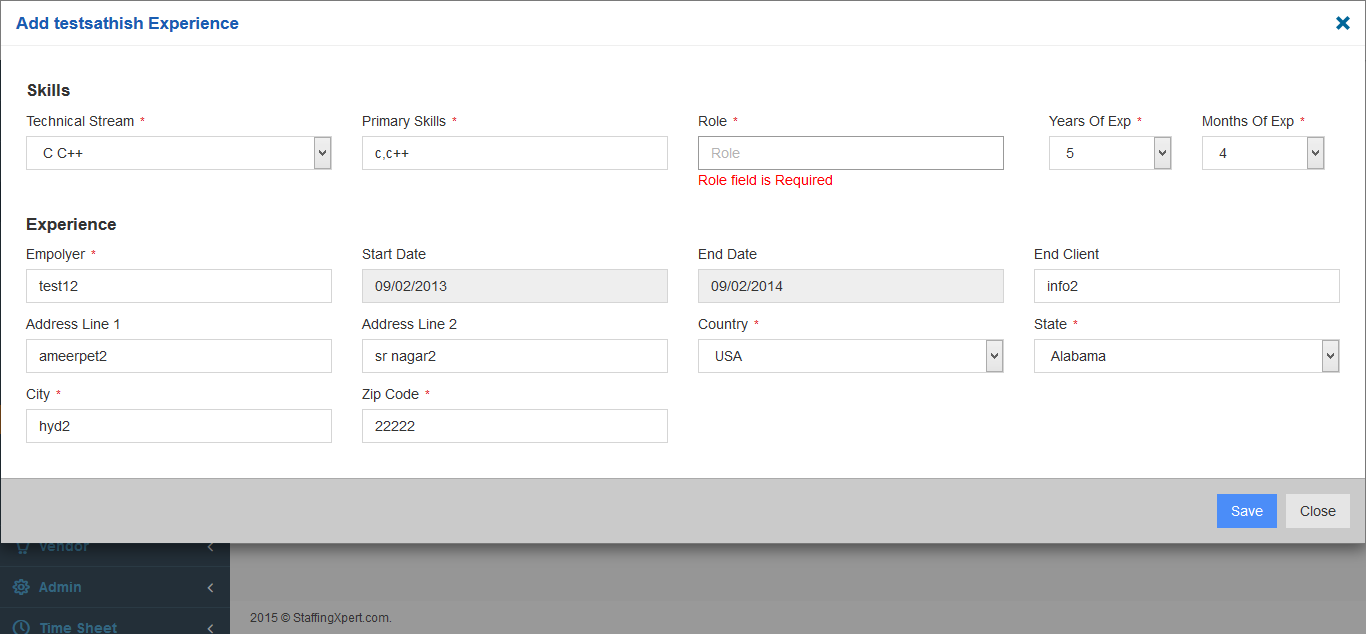 Add testsathish Experience
Skills
Technical Stream * Primary Skills * Role * Years Of Exp * Months Of Exp *
C C++ c,c++ Role 5 4
Role field is Required
Experience
Empolyer * Start Date End Date End Client
test12 09/02/2013 09/02/2014 info2
Address Line 1 Address Line 2 Country * State *
ameerpet2 sr nagar2 USA Alabama
City * Zip Code *
hyd2 22222
Save Close
Vendor
Admin
2015 © StaffingXpert.com.
Time Sheet